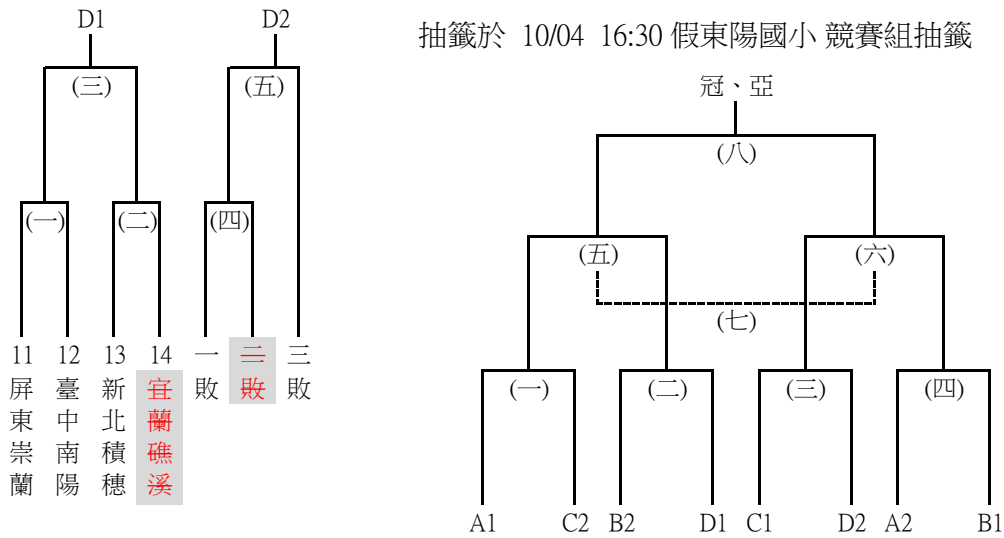 D1 D2
抽籤於 10/04 16:30 假東陽國小 競賽組抽籤
(三) (五)
冠、亞
(八)
(一) (二) (四)
(五) (六)
(七)
11 12 13 14 一 二 三
屏東崇蘭
臺中南陽
新北積穗
宜蘭礁溪
敗 敗 敗
(一) (二) (三) (四)
A1 C2 B2 D1 C1 D2 A2 B1